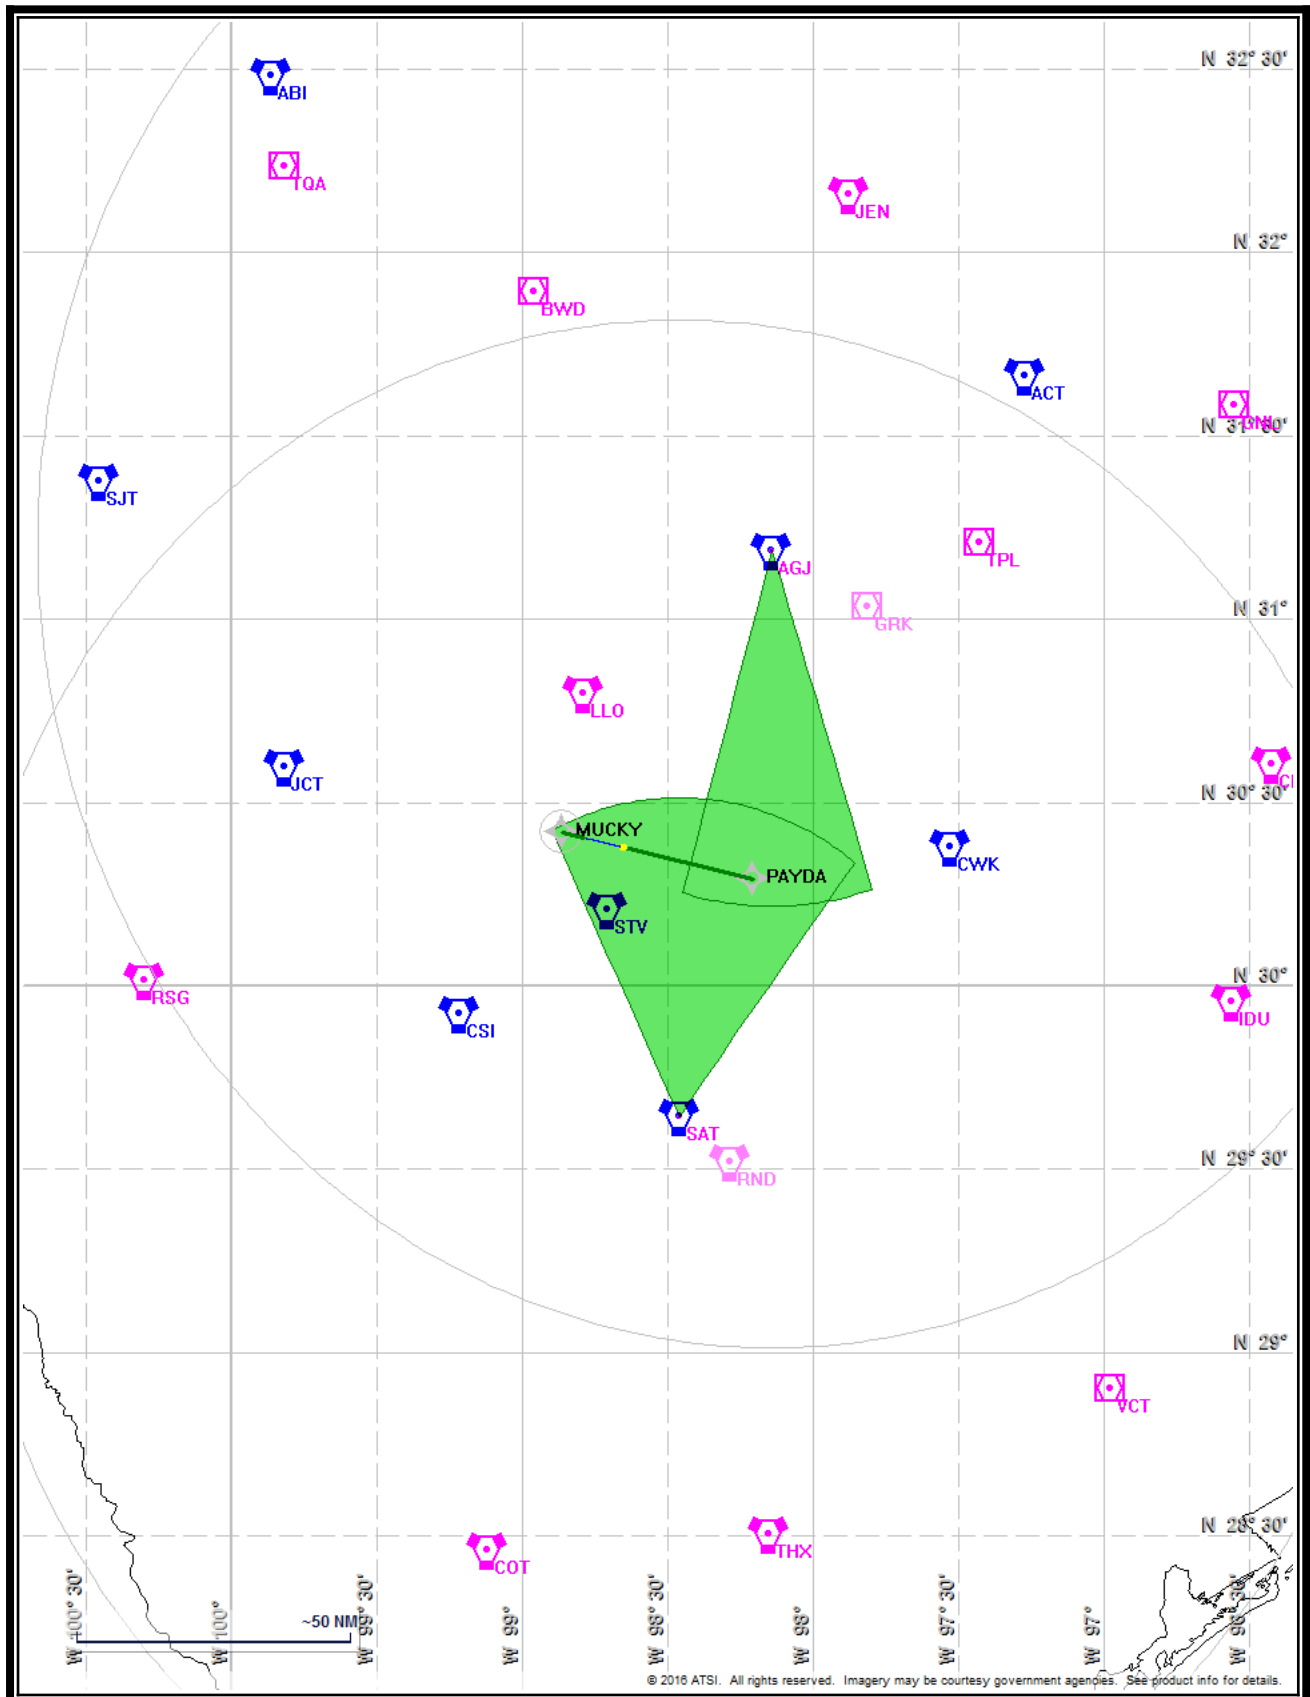 N 32° 30'
ABI
TQA
JEN
N 32°
BWD
ACT
N 31° 30'
SJT
AGJ
TPL
GRK
N 31°
LLO
JCT
N 30° 30'
MUCKY
CWK
PAYDA
STV
N 30°
RSG
CSI
IDU
SAT
N 29° 30'
RND
N 29°
VCT
N 28° 30'
COT
THX
W 100° 30'
W 100°
W 99° 30'
W 99°
W 98° 30'
W 98°
W 97° 30'
W 97°
W 96° 30'
~50 NM
© 2016 ATSI. All rights reserved. Imagery may be courtesy government agencies. See product info for details.